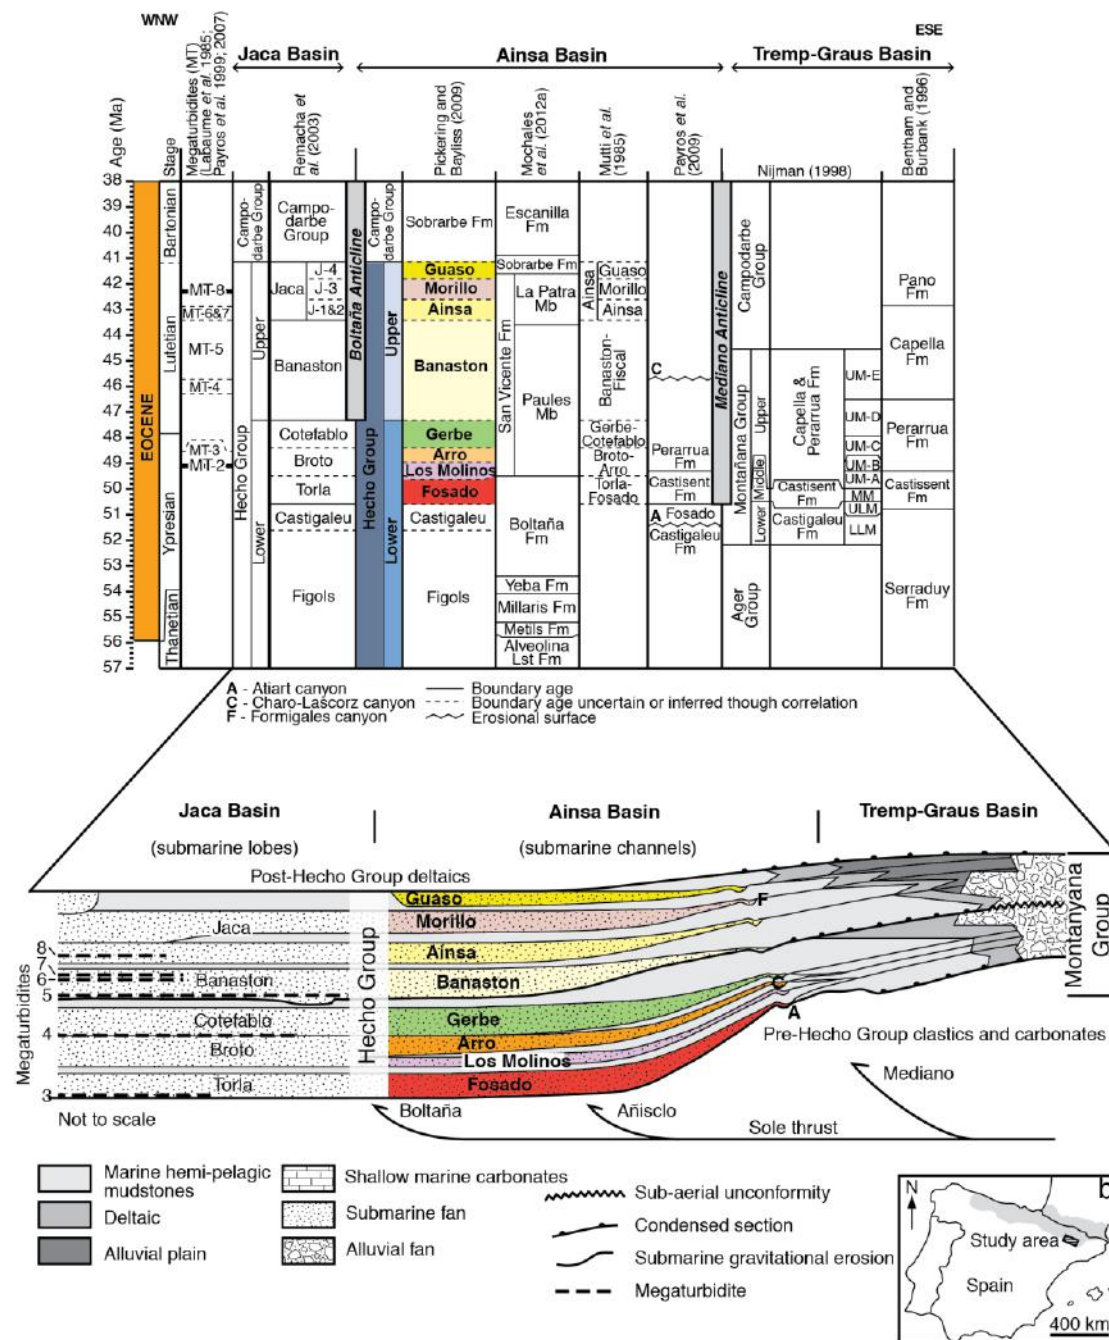 WNW
ESE
Jaca Basin
Ainsa Basin
Tremp-Graus Basin
Age (Ma)
Stage
Megaturbidites (MT)
(Labaume et al. 1985;
Payros et al. 1999; 2007)
Remacha et
al. (2003)
Pickering and
Bayliss (2009)
Mochales
et al. (2012a)
Mutti et al.
(1985)
Payros et al.
(2009)
Nijman (1998)
Bentham and
Burbank (1996)
38
39
40
41
42
43
44
45
46
47
48
49
50
51
52
53
54
55
56
57
EOCENE
Bartonian
Lutetian
Ypresian
Thanetian
MT-8
MT-6&7
MT-5
MT-4
MT-3
MT-2
Campo-
darbe Group
Hecho Group
Upper
Lower
Campo-
darbe
Group
Jaca
J-4
J-3
J-1&2
Banaston
Cotefablo
Broto
Torla
Castigaleu
Figols
Boltaña Anticline
Campo-
darbe Group
Hecho Group
Upper
Lower
Sobrarbe Fm
Guaso
Morillo
Ainsa
Banaston
Gerbe
Arro
Los Molinos
Fosado
Castigaleu
Figols
Escanilla
Fm
Sobrarbe Fm
San Vicente Fm
La Patra
Mb
Paules
Mb
Boltaña
Fm
Yeba Fm
Millaris Fm
Metils Fm
Alveolina
Lst Fm
Ainsa
Guaso
Morillo
Ainsa
Banaston-
Fiscal
Gerbe-
Cotefablo
Broto-
Arro
Torla-
Fosado
C
Perarrua
Fm
Castisent
Fm
A Fosado
Castigaleu
Fm
Mediano Anticline
Campodarbe
Group
Montañana Group
Upper
Middle
Lower
Ager
Group
Capella &
Perarrua Fm
Castisent
Fm
Castigaleu
Fm
UM-E
UM-D
UM-C
UM-B
UM-A
MM
ULM
LLM
Pano
Fm
Capella
Fm
Perarrua
Fm
Castissent
Fm
Serraduy
Fm
A - Atiart canyon
C - Charo-Lascorz canyon
F - Formigales canyon
Boundary age
Boundary age uncertain or inferred though correlation
Erosional surface
Jaca Basin
Ainsa Basin
Tremp-Graus Basin
(submarine lobes)
(submarine channels)
Post-Hecho Group deltaics
Guaso
F
Morillo
Jaca
Ainsa
Banaston
Banaston
C
Cotefablo
Gerbe
A
Arro
Broto
Los Molinos
Torla
Fosado
Hecho Group
Montanyana
Group
Megaturbidites
8
7
6
5
4
3
Pre-Hecho Group clastics and carbonates
Mediano
Not to scale
Boltaña
Añisclo
Sole thrust
Marine hemi-pelagic
mudstones
Deltaic
Alluvial plain
Shallow marine carbonates
Submarine fan
Alluvial fan
Sub-aerial unconformity
Condensed section
Submarine gravitational erosion
Megaturbidite
b
N
Study area
Spain
400 km